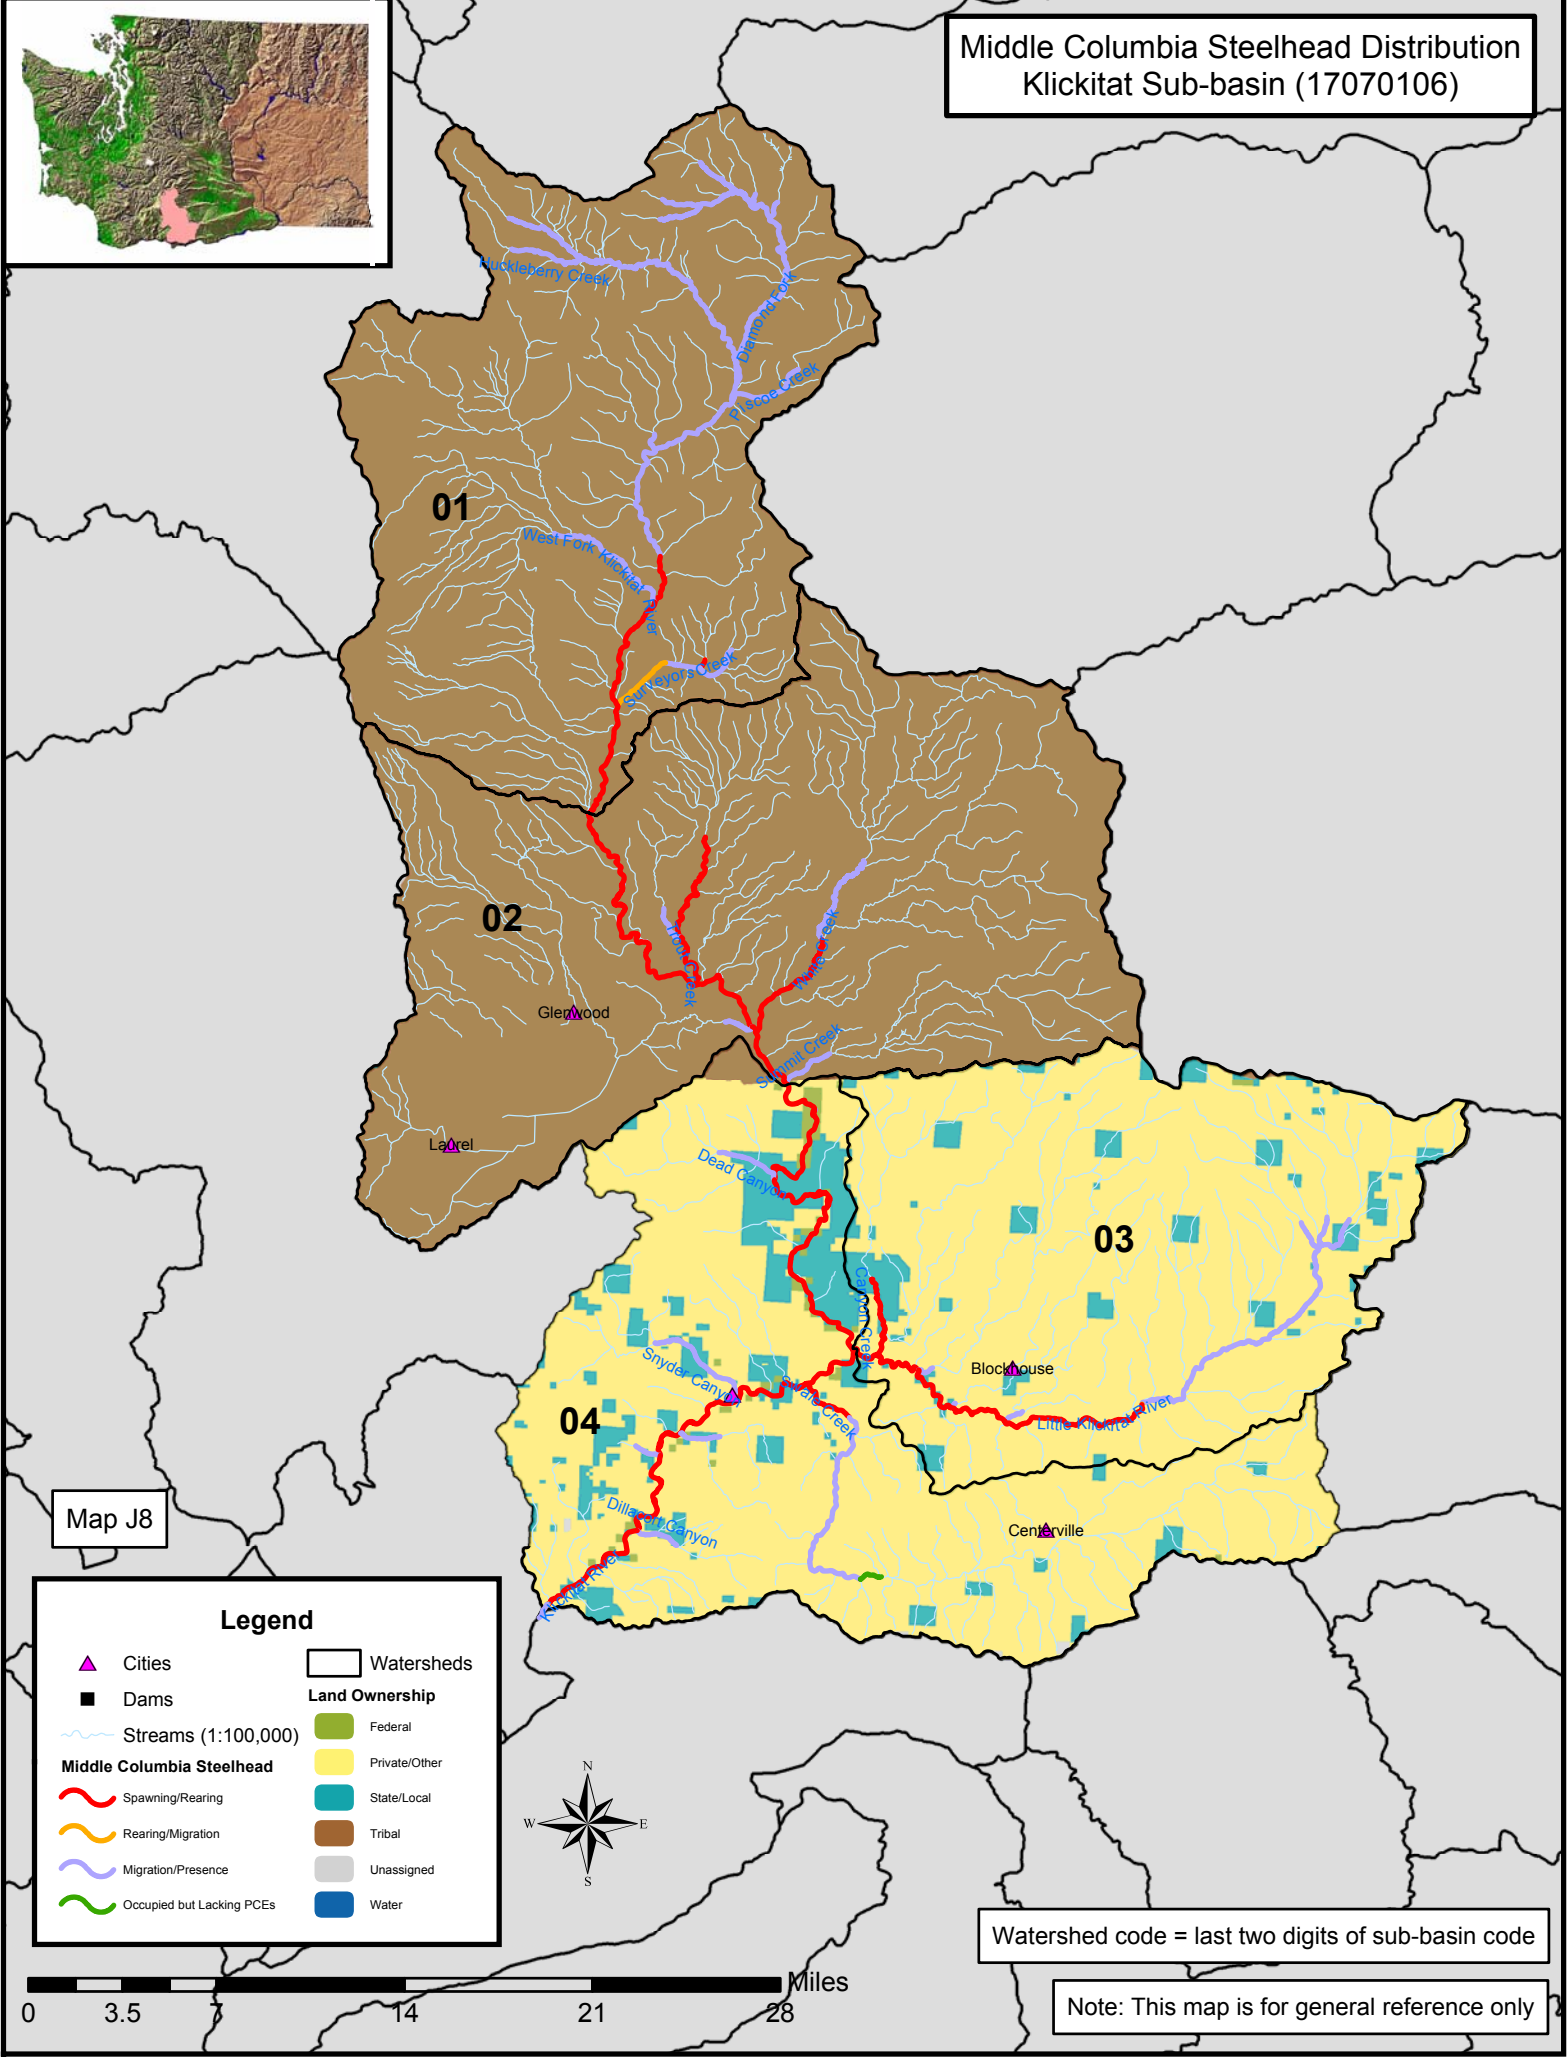 Middle Columbia Steelhead Distribution
Klickitat Sub-basin (17070106)
Huckleberry Creek
Diamond Fork
Piscoe Creek
01
West Fork Klickitat River
Surveyors Creek
02
Trout Creek
White Creek
Glenwood
Summit Creek
Laurel
Dead Canyon
03
Canyon Creek
Snyder Canyon
Blockhouse
Swale Creek
04
Little Klickitat River
Map J8
Dillacort Canyon
Centerville
Klickitat River
Legend
Cities
Dams
Streams (1:100,000)
Middle Columbia Steelhead
Spawning/Rearing
Rearing/Migration
Migration/Presence
Occupied but Lacking PCEs
Watersheds
Land Ownership
Federal
Private/Other
State/Local
Tribal
Unassigned
Water
N
W
E
S
Watershed code = last two digits of sub-basin code
Miles
0 3.5 7 14 21 28
Note: This map is for general reference only